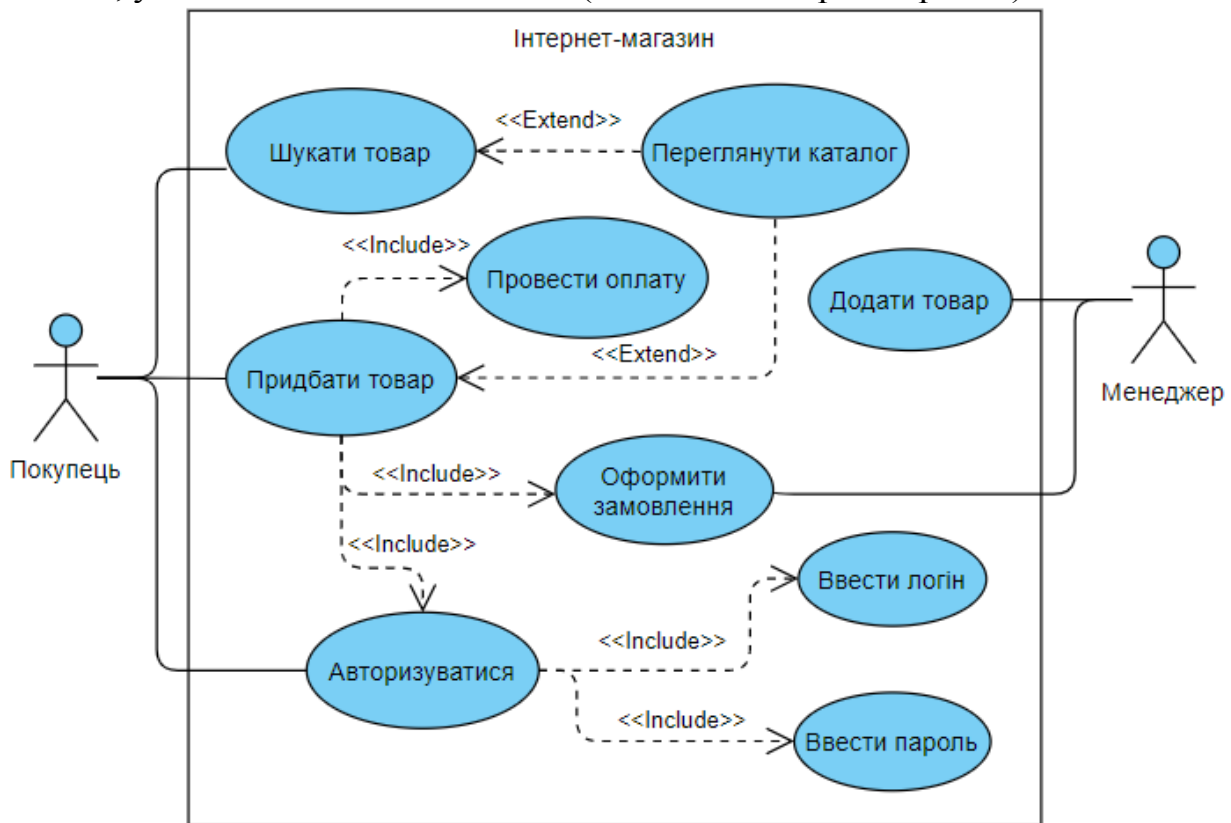 Інтернет-магазин
<<Extend>>
Шукати товар
Переглянути каталог
<<Include>>
Провести оплату
Додати товар
<<Extend>>
Придбати товар
Менеджер
Покупець
<<Include>>
Оформити
замовлення
<<Include>>
Ввести логін
<<Include>>
Авторизуватися
<<Include>>
Ввести пароль